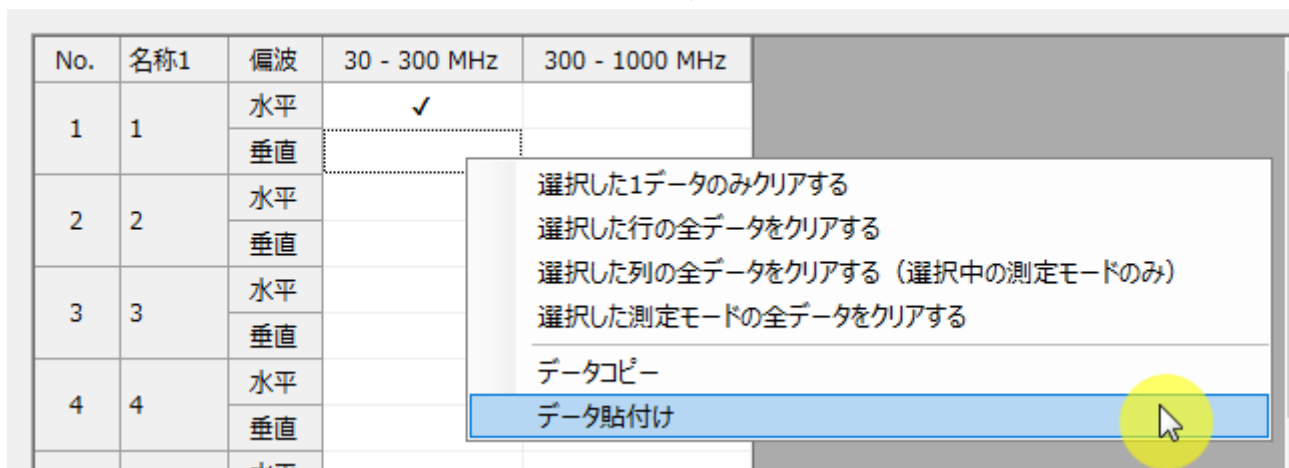 No. 名称1 偏波 30 - 300 MHz 300 - 1000 MHz
1 1 水平 ✓
垂直
選択した1データのみクリアする
2 2 水平
選択した行の全データをクリアする
垂直
選択した列の全データをクリアする（選択中の測定モードのみ）
3 3 水平
選択した測定モードの全データをクリアする
垂直
データコピー
4 4 水平
データ貼付け
垂直